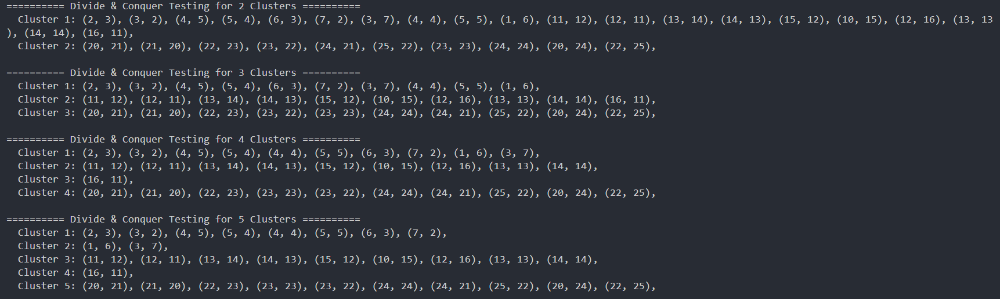 ========== Divide & Conquer Testing for 2 Clusters ==========
Cluster 1: (2, 3), (3, 2), (4, 5), (5, 4), (6, 3), (7, 2), (3, 7), (4, 4), (5, 5), (1, 6), (11, 12), (12, 11), (13, 14), (14, 13), (15, 12), (10, 15), (12, 16), (13, 13
), (14, 14), (16, 11),
Cluster 2: (20, 21), (21, 20), (22, 23), (23, 22), (24, 21), (25, 22), (23, 23), (24, 24), (20, 24), (22, 25),

========== Divide & Conquer Testing for 3 Clusters ==========
Cluster 1: (2, 3), (3, 2), (4, 5), (5, 4), (6, 3), (7, 2), (3, 7), (4, 4), (5, 5), (1, 6),
Cluster 2: (11, 12), (12, 11), (13, 14), (14, 13), (15, 12), (10, 15), (12, 16), (13, 13), (14, 14), (16, 11),
Cluster 3: (20, 21), (21, 20), (22, 23), (23, 22), (23, 23), (24, 24), (24, 21), (25, 22), (20, 24), (22, 25),

========== Divide & Conquer Testing for 4 Clusters ==========
Cluster 1: (2, 3), (3, 2), (4, 5), (5, 4), (4, 4), (5, 5), (6, 3), (7, 2), (1, 6), (3, 7),
Cluster 2: (11, 12), (12, 11), (13, 14), (14, 13), (15, 12), (10, 15), (12, 16), (13, 13), (14, 14),
Cluster 3: (16, 11),
Cluster 4: (20, 21), (21, 20), (22, 23), (23, 23), (23, 22), (24, 24), (24, 21), (25, 22), (20, 24), (22, 25),

========== Divide & Conquer Testing for 5 Clusters ==========
Cluster 1: (2, 3), (3, 2), (4, 5), (5, 4), (4, 4), (5, 5), (6, 3), (7, 2),
Cluster 2: (1, 6), (3, 7),
Cluster 3: (11, 12), (12, 11), (13, 14), (14, 13), (15, 12), (10, 15), (12, 16), (13, 13), (14, 14),
Cluster 4: (16, 11),
Cluster 5: (20, 21), (21, 20), (22, 23), (23, 23), (23, 22), (24, 24), (24, 21), (25, 22), (20, 24), (22, 25),